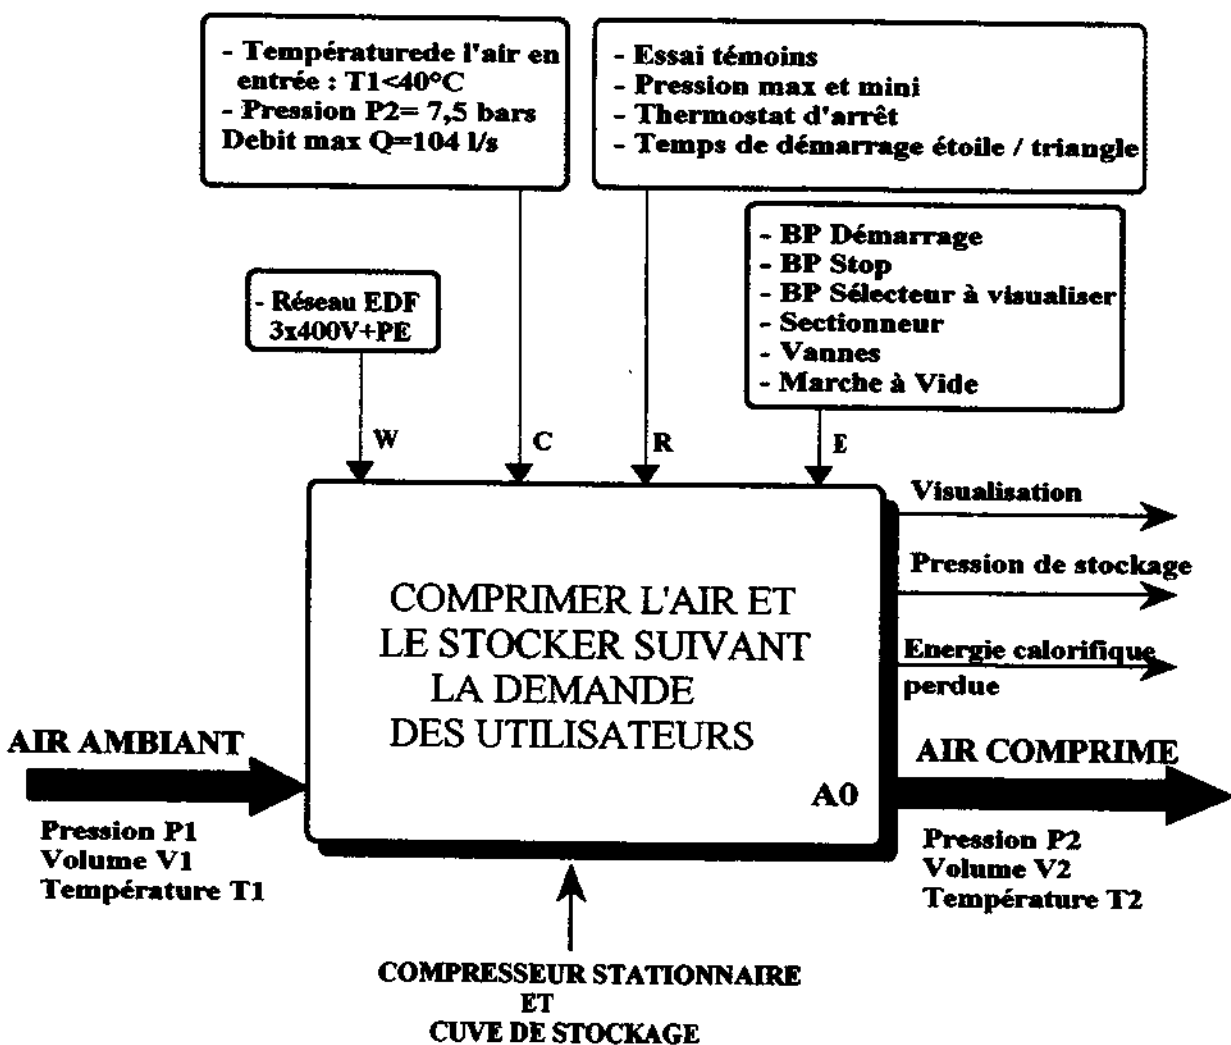 - Températurede l'air en
entrée : T1<40°C
- Pression P2= 7,5 bars
Debit max Q=104 l/s
- Essai témoins
- Pression max et mini
- Thermostat d'arrêt
- Temps de démarrage étoile / triangle
- BP Démarrage
- BP Stop
- BP Sélecteur à visualiser
- Sectionneur
- Vannes
- Marche à Vide
- Réseau EDF
3x400V+PE
W
C
R
E
Visualisation
Pression de stockage
Energie calorifique
perdue
COMPRIMER L'AIR ET
LE STOCKER SUIVANT
LA DEMANDE
DES UTILISATEURS
A0
AIR AMBIANT
Pression P1
Volume V1
Température T1
AIR COMPRIME
Pression P2
Volume V2
Température T2
COMPRESSEUR STATIONNAIRE
ET
CUVE DE STOCKAGE